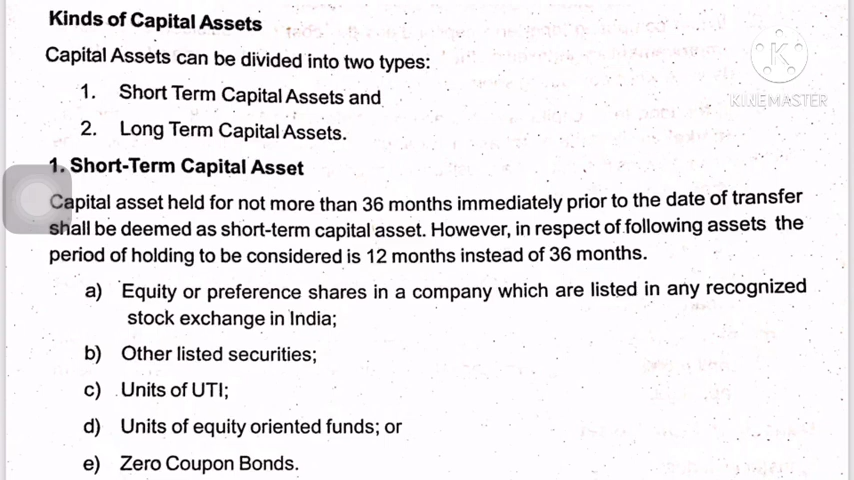 Kinds of Capital Assets
Capital Assets can be divided into two types:
1. Short Term Capital Assets and
2. Long Term Capital Assets.
K
KINEMASTER
1. Short-Term Capital Asset
Capital asset held for not more than 36 months immediately prior to the date of transfer
shall be deemed as short-term capital asset. However, in respect of following assets the
period of holding to be considered is 12 months instead of 36 months.
a) Equity or preference shares in a company which are listed in any recognized
stock exchange in India;
b) Other listed securities;
c) Units of UTI;
d) Units of equity oriented funds; or
e) Zero Coupon Bonds.